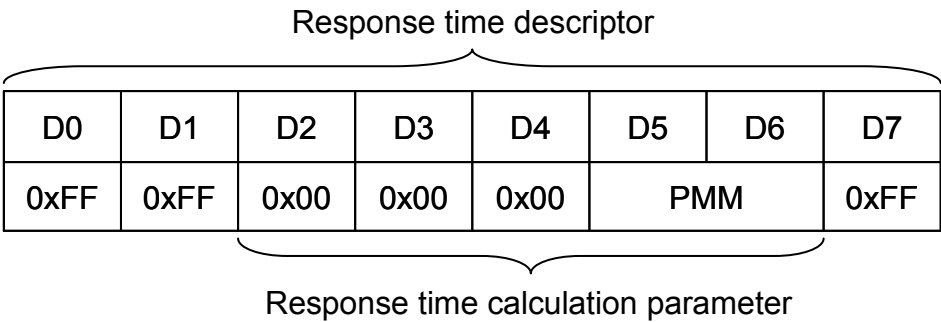 Response time descriptor
D0 D1 D2 D3 D4 D5 D6 D7
0xFF 0xFF 0x00 0x00 0x00 PMM 0xFF
Response time calculation parameter